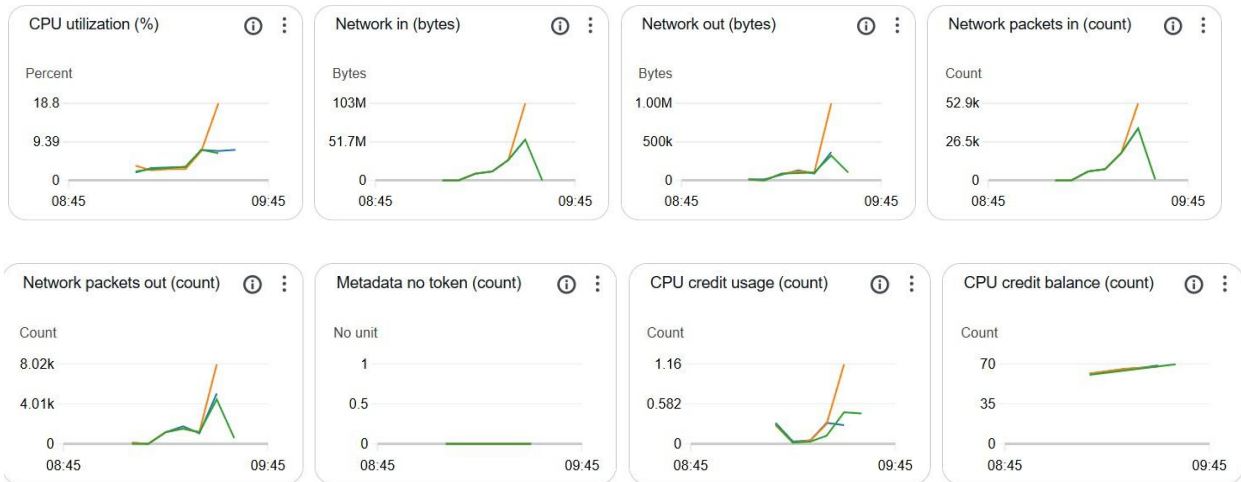 CPU utilization (%)
Percent
18.8
9.39
0
08:45 09:45
Network in (bytes)
Bytes
103M
51.7M
0
08:45 09:45
Network out (bytes)
Bytes
1.00M
500k
0
08:45 09:45
Network packets in (count)
Count
52.9k
26.5k
0
08:45 09:45
Network packets out (count)
Count
8.02k
4.01k
0
08:45 09:45
Metadata no token (count)
No unit
1
0.5
0
08:45 09:45
CPU credit usage (count)
Count
1.16
0.582
0
08:45 09:45
CPU credit balance (count)
Count
70
35
0
08:45 09:45